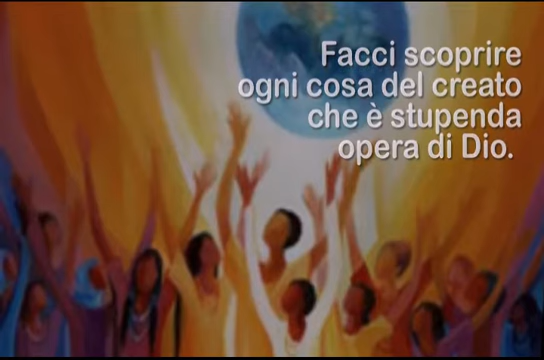 Facci scoprire
ogni cosa del creato
che è stupenda
opera di Dio.